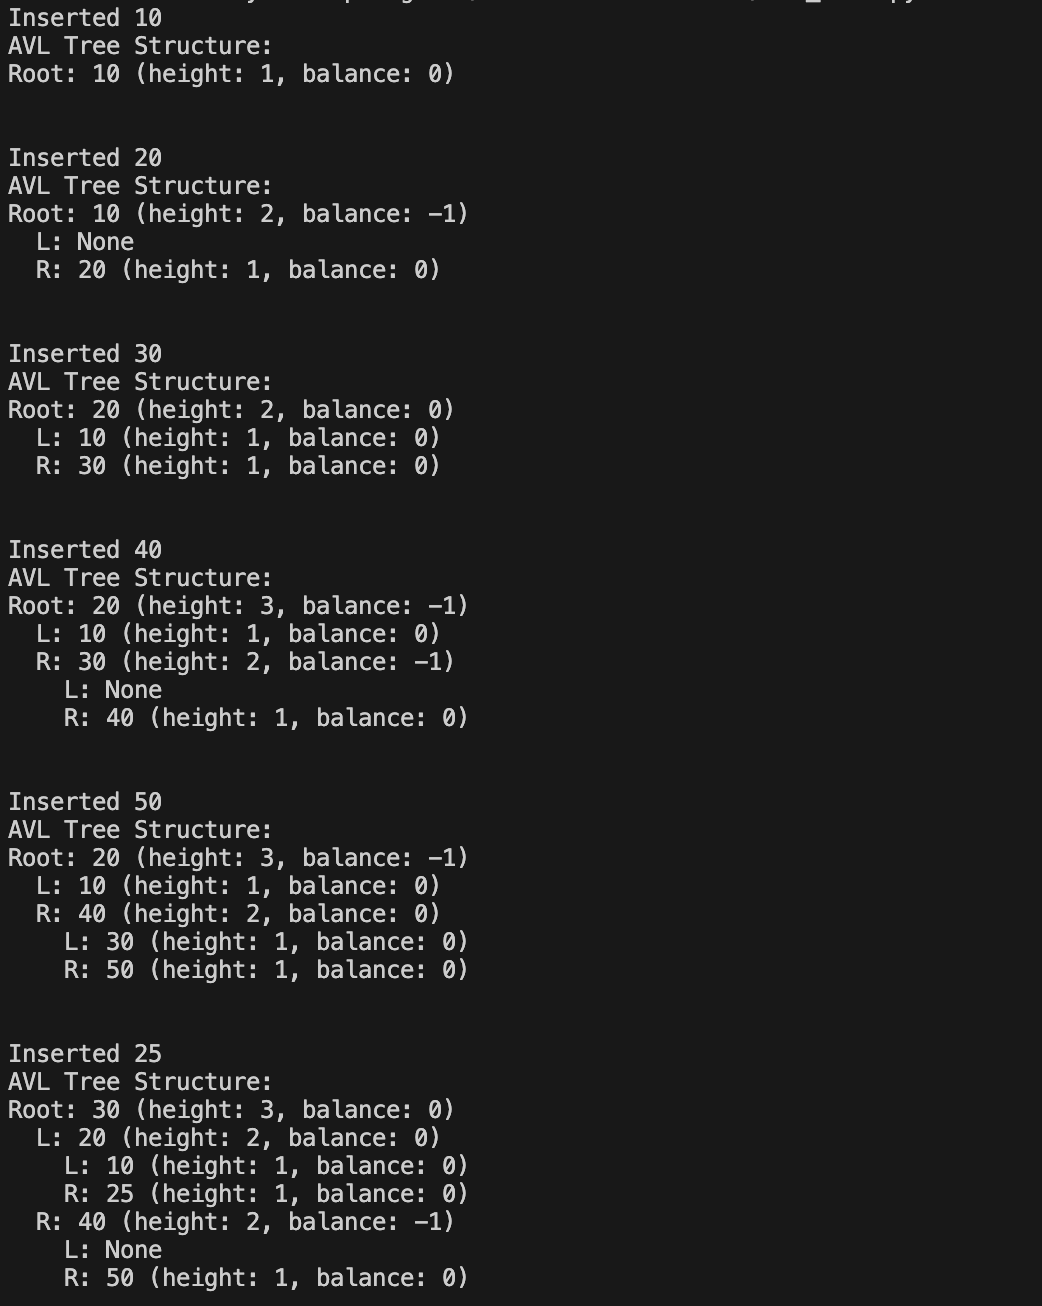 Inserted 10
AVL Tree Structure:
Root: 10 (height: 1, balance: 0)
Inserted 20
AVL Tree Structure:
Root: 10 (height: 2, balance: -1)
L: None
R: 20 (height: 1, balance: 0)
Inserted 30
AVL Tree Structure:
Root: 20 (height: 2, balance: 0)
L: 10 (height: 1, balance: 0)
R: 30 (height: 1, balance: 0)
Inserted 40
AVL Tree Structure:
Root: 20 (height: 3, balance: -1)
L: 10 (height: 1, balance: 0)
R: 30 (height: 2, balance: -1)
L: None
R: 40 (height: 1, balance: 0)
Inserted 50
AVL Tree Structure:
Root: 20 (height: 3, balance: -1)
L: 10 (height: 1, balance: 0)
R: 40 (height: 2, balance: 0)
L: 30 (height: 1, balance: 0)
R: 50 (height: 1, balance: 0)
Inserted 25
AVL Tree Structure:
Root: 30 (height: 3, balance: 0)
L: 20 (height: 2, balance: 0)
L: 10 (height: 1, balance: 0)
R: 25 (height: 1, balance: 0)
R: 40 (height: 2, balance: -1)
L: None
R: 50 (height: 1, balance: 0)